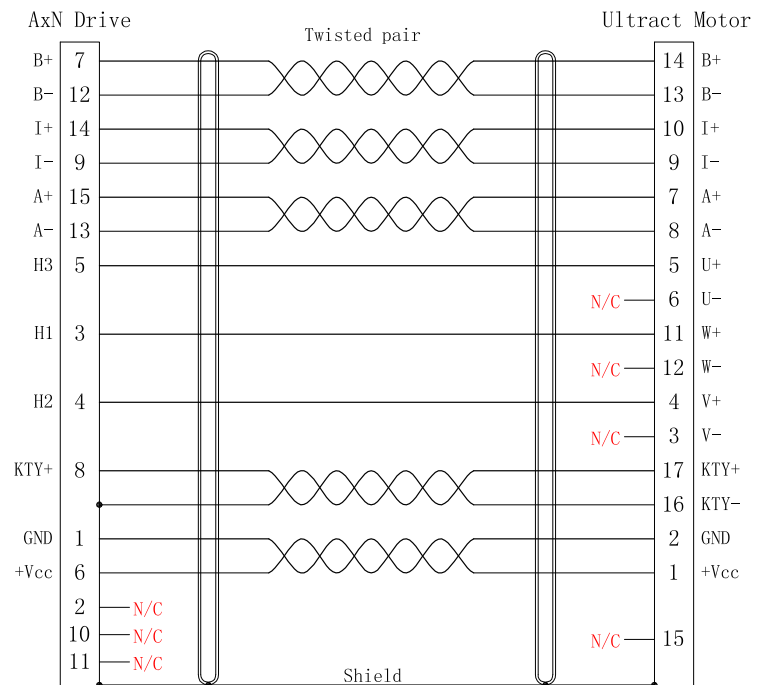 AxN Drive Ultract Motor
Twisted pair
B+ 7 14 B+
B- 12 13 B-
I+ 14 10 I+
I- 9 9 I-
A+ 15 7 A+
A- 13 8 A-
H3 5 5 U+
N/C 6 U-
H1 3 11 W+
N/C 12 W-
H2 4 4 V+
N/C 3 V-
KTY+ 8 17 KTY+
16 KTY-
GND 1 2 GND
+Vcc 6 1 +Vcc
2 N/C
10 N/C N/C 15
11 N/C
Shield